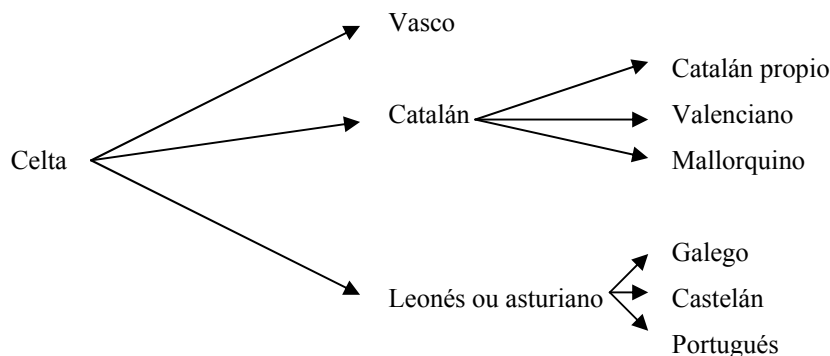 Vasco
Catalán propio
Catalán
Valenciano
Celta
Mallorquino
Galego
Leonés ou asturiano
Castelán
Portugués